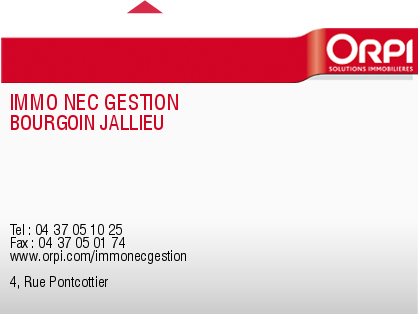 ORPI
SOLUTIONS IMMOBILIÈRES
IMMO NEC GESTION
BOURGOIN JALLIEU
Tel : 04 37 05 10 25
Fax : 04 37 05 01 74
www.orpi.com/immonecgestion
4, Rue Pontcottier